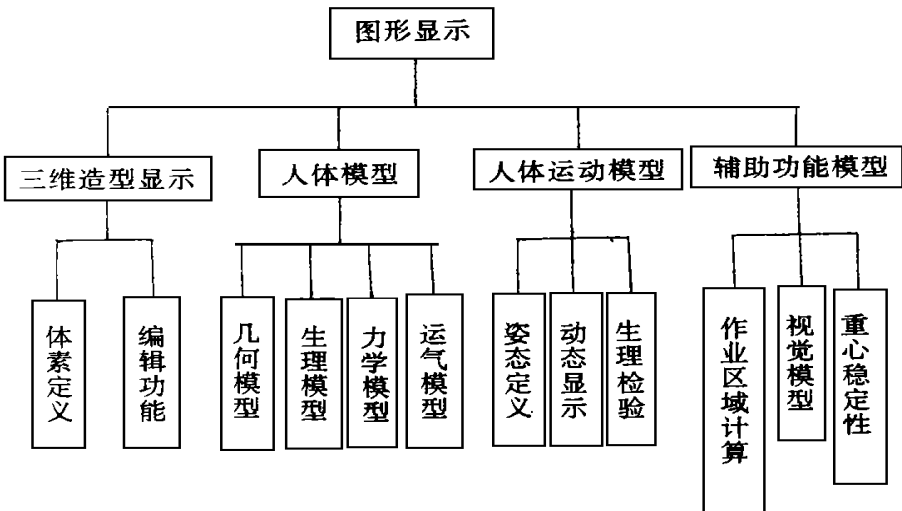 图形显示
三维造型显示
人体模型
人体运动模型
辅助功能模型
体素定义
编辑功能
几何模型
生理模型
力学模型
运气模型
姿态定义
动态显示
生理检验
作业区域计算
视觉模型
重心稳定性